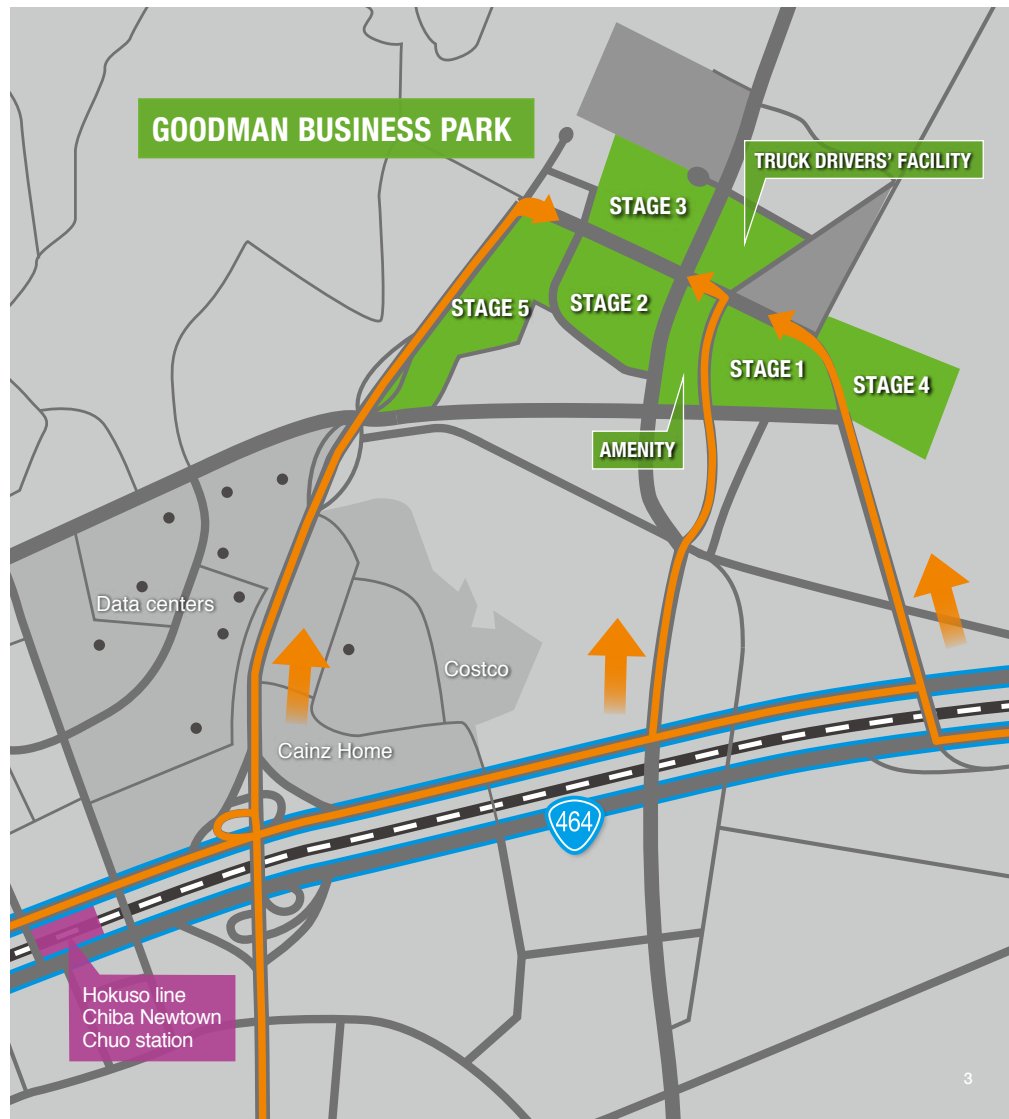 GOODMAN BUSINESS PARK
TRUCK DRIVERS’ FACILITY
STAGE 3
STAGE 5
STAGE 2
STAGE 1
STAGE 4
AMENITY
Data centers
Costco
Cainz Home
464
Hokuso line
Chiba Newtown
Chuo station
3